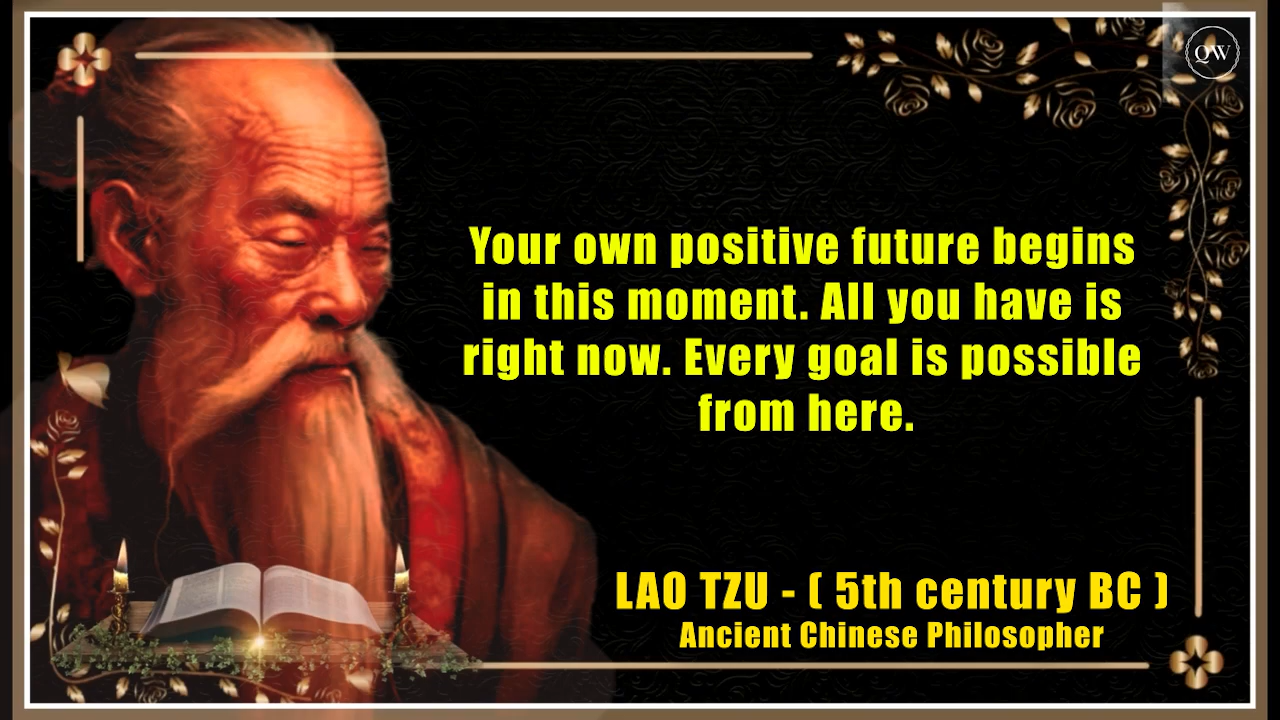 QW
Your own positive future begins
in this moment. All you have is
right now. Every goal is possible
from here.
LAO TZU - ( 5th century BC )
Ancient Chinese Philosopher